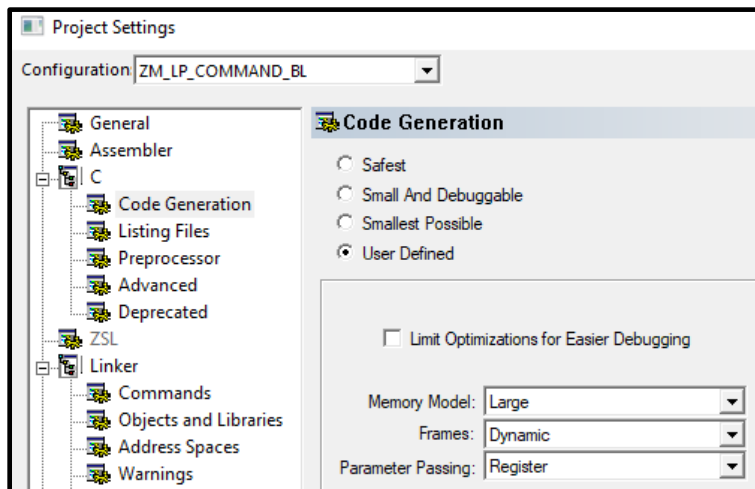 Project Settings
Configuration: ZM_LP_COMMAND_BL
General
Assembler
C
Code Generation
Listing Files
Preprocessor
Advanced
Deprecated
ZSL
Linker
Commands
Objects and Libraries
Address Spaces
Warnings
Code Generation
Safest
Small And Debuggable
Smallest Possible
User Defined
Limit Optimizations for Easier Debugging
Memory Model: Large
Frames: Dynamic
Parameter Passing: Register